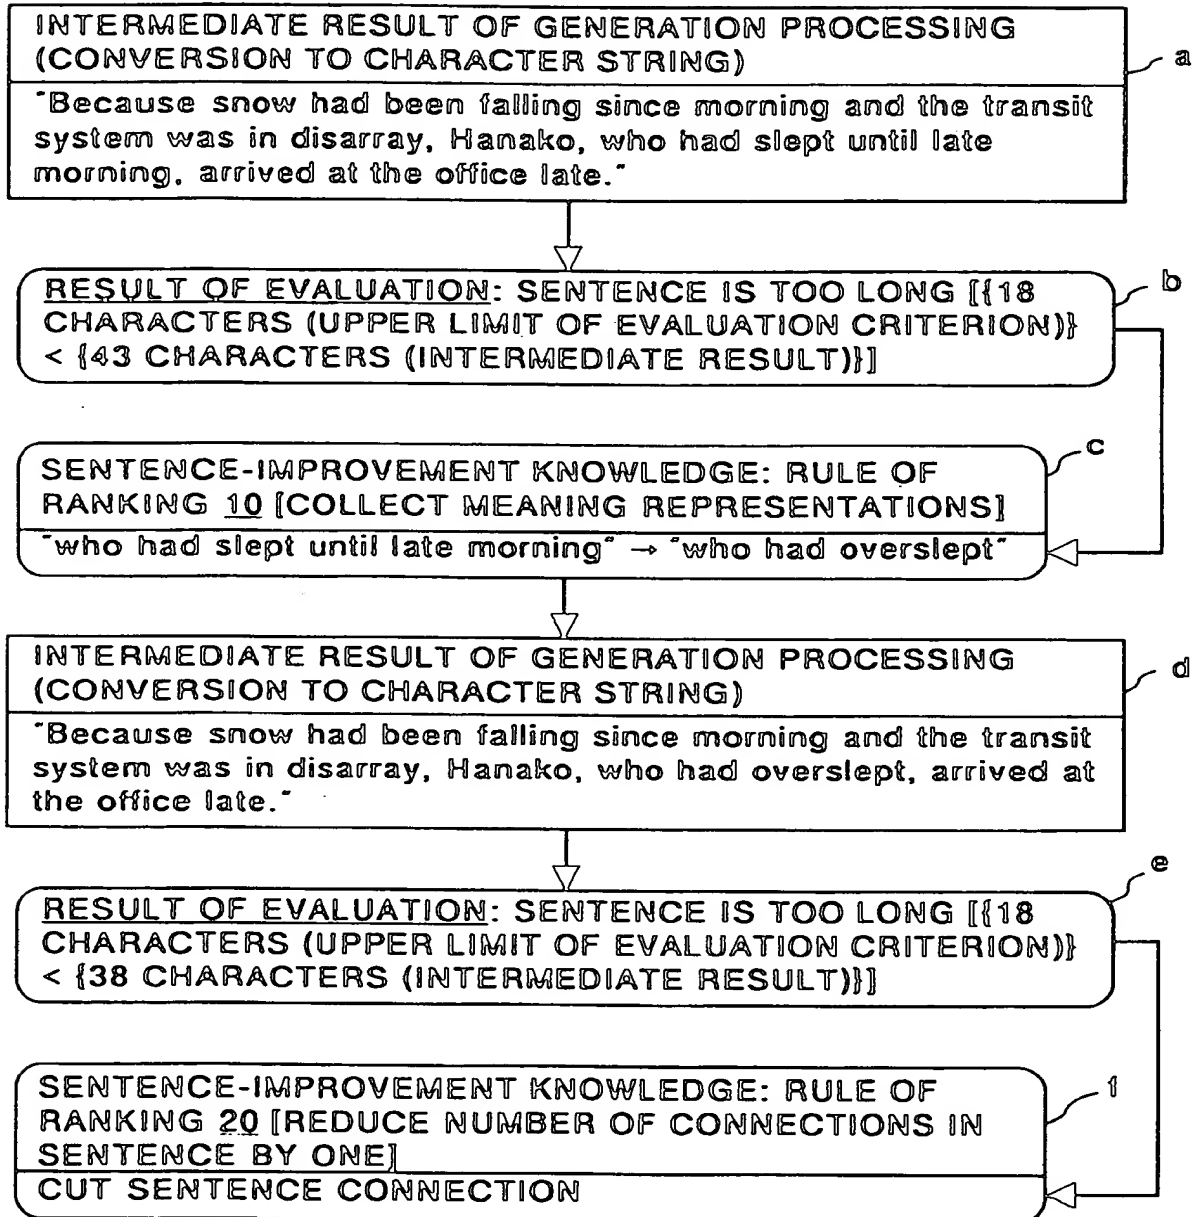 INTERMEDIATE RESULT OF GENERATION PROCESSING
(CONVERSION TO CHARACTER STRING)
a
"Because snow had been falling since morning and the transit
system was in disarray, Hanako, who had slept until late
morning, arrived at the office late."
b
RESULT OF EVALUATION: SENTENCE IS TOO LONG [{18
CHARACTERS (UPPER LIMIT OF EVALUATION CRITERION)}
< {43 CHARACTERS (INTERMEDIATE RESULT)}]
c
SENTENCE-IMPROVEMENT KNOWLEDGE: RULE OF
RANKING 10 [COLLECT MEANING REPRESENTATIONS]
"who had slept until late morning" → "who had overslept"
INTERMEDIATE RESULT OF GENERATION PROCESSING
(CONVERSION TO CHARACTER STRING)
d
"Because snow had been falling since morning and the transit
system was in disarray, Hanako, who had overslept, arrived at
the office late."
e
RESULT OF EVALUATION: SENTENCE IS TOO LONG [{18
CHARACTERS (UPPER LIMIT OF EVALUATION CRITERION)}
< {38 CHARACTERS (INTERMEDIATE RESULT)}]
f
SENTENCE-IMPROVEMENT KNOWLEDGE: RULE OF
RANKING 20 [REDUCE NUMBER OF CONNECTIONS IN
SENTENCE BY ONE]
CUT SENTENCE CONNECTION